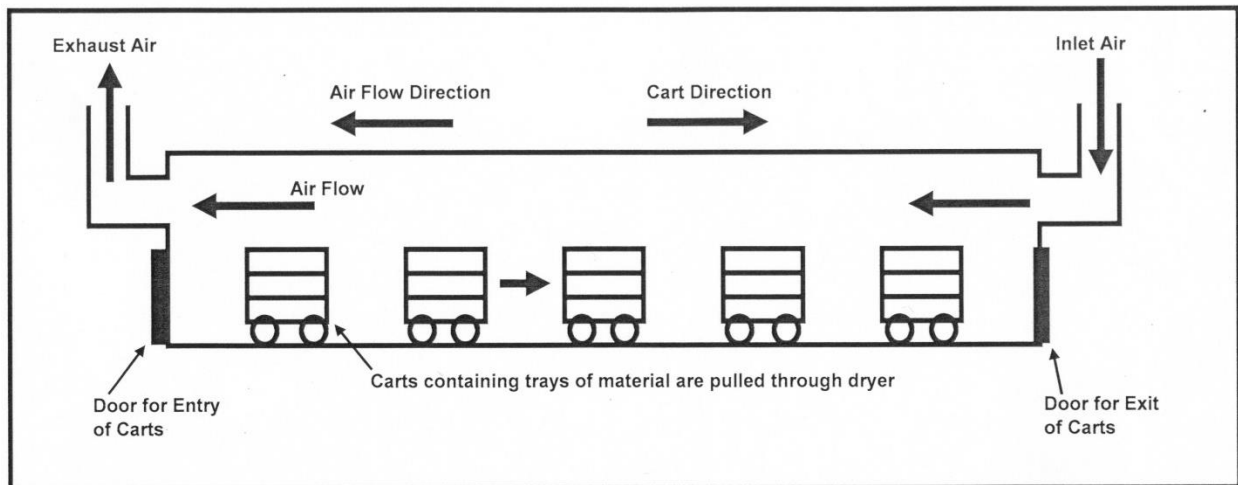 Exhaust Air
Inlet Air
Air Flow Direction
Cart Direction
Air Flow
Carts containing trays of material are pulled through dryer
Door for Entry
of Carts
Door for Exit
of Carts